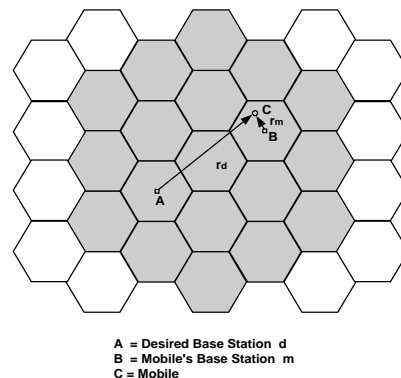 C
rm
B
rd
A
A = Desired Base Station d
B = Mobile's Base Station m
C = Mobile